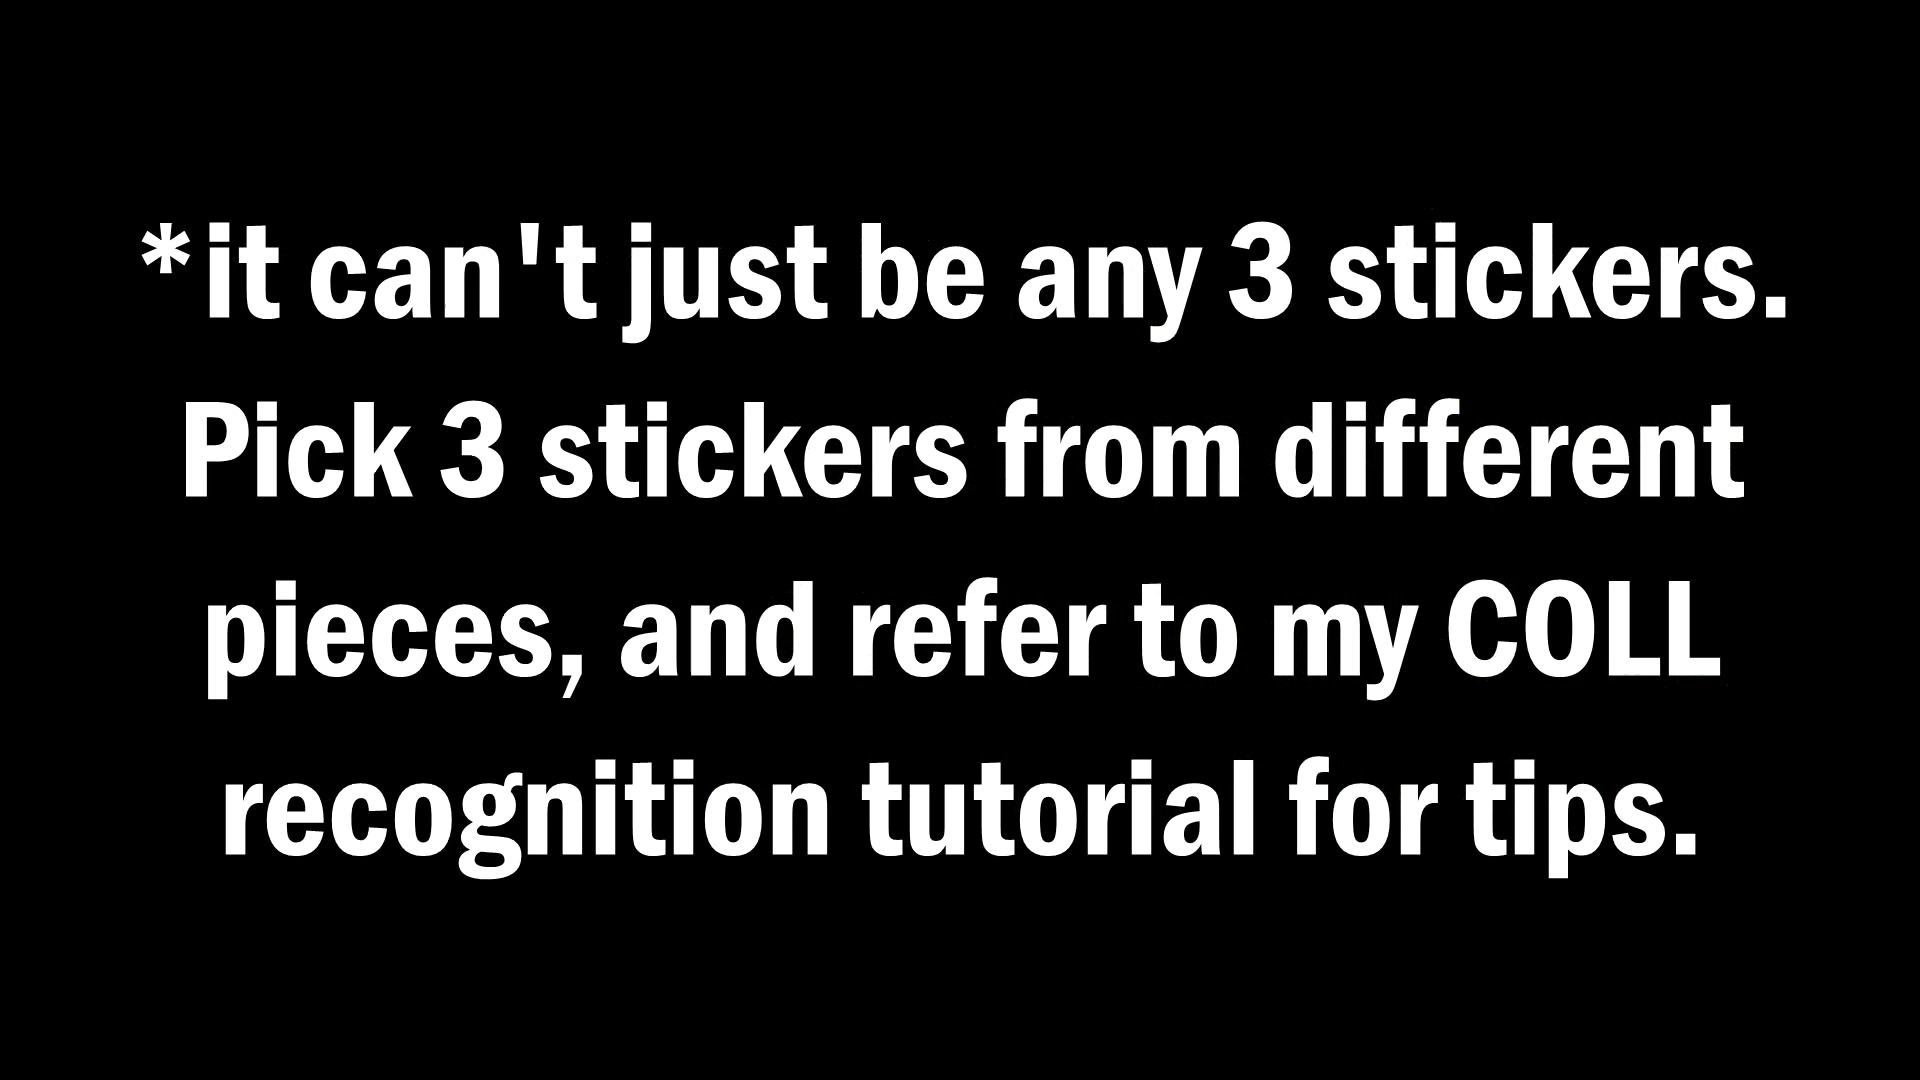 *it can't just be any 3 stickers.
Pick 3 stickers from different
pieces, and refer to my COLL
recognition tutorial for tips.